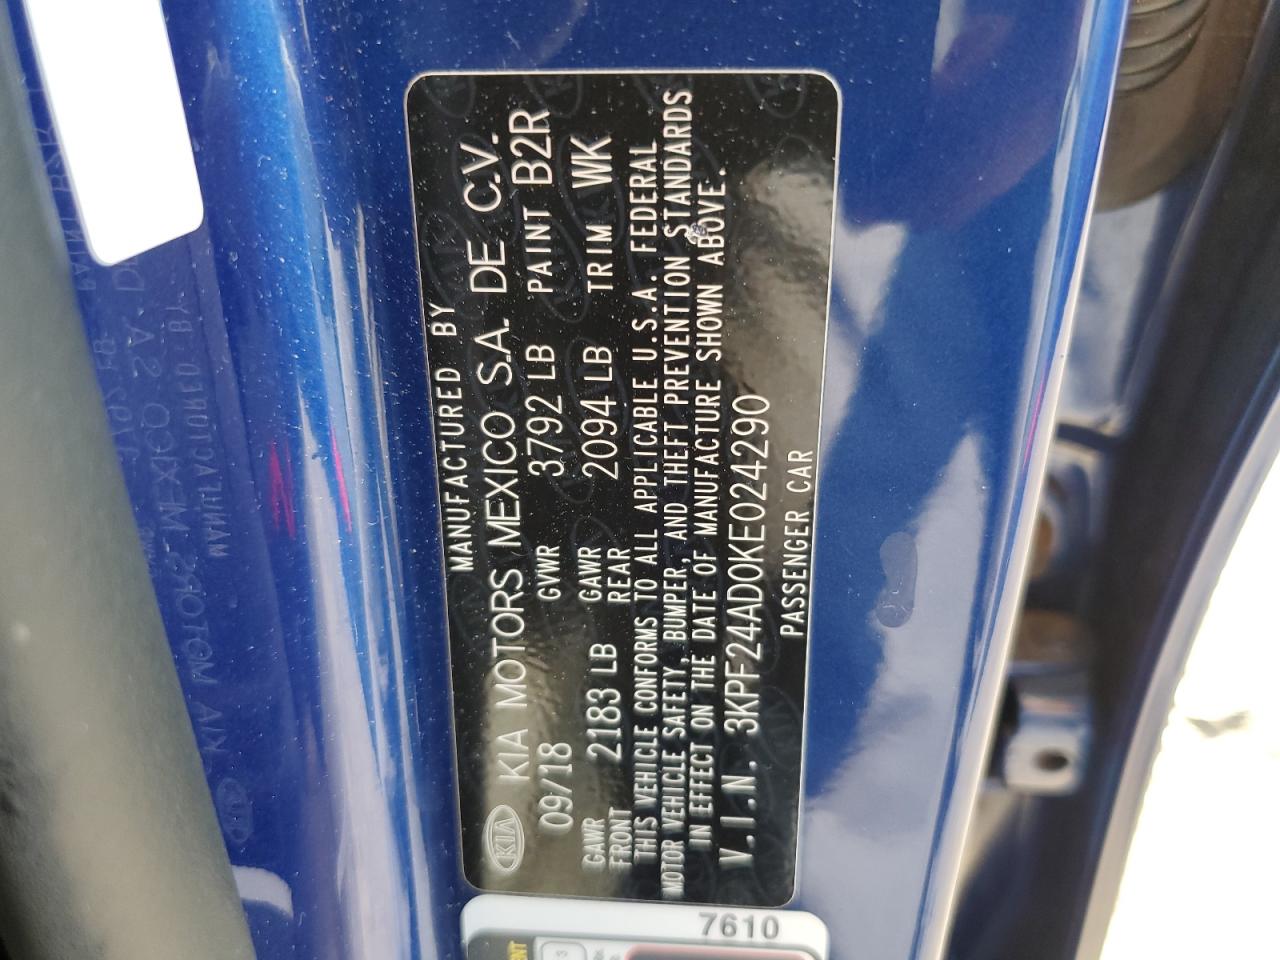 MANUFACTURED BY
KIA KIA MOTORS MEXICO S.A. DE C.V.
09/18 GVWR 3792 LB PAINT B2R
GAWR FRONT 2183 LB GAWR REAR 2094 LB TRIM WK
THIS VEHICLE CONFORMS TO ALL APPLICABLE U.S.A. FEDERAL
MOTOR VEHICLE SAFETY, BUMPER, AND THEFT PREVENTION STANDARDS
IN EFFECT ON THE DATE OF MANUFACTURE SHOWN ABOVE.
V.I.N. 3KPF24AD0KE024290
PASSENGER CAR
7610